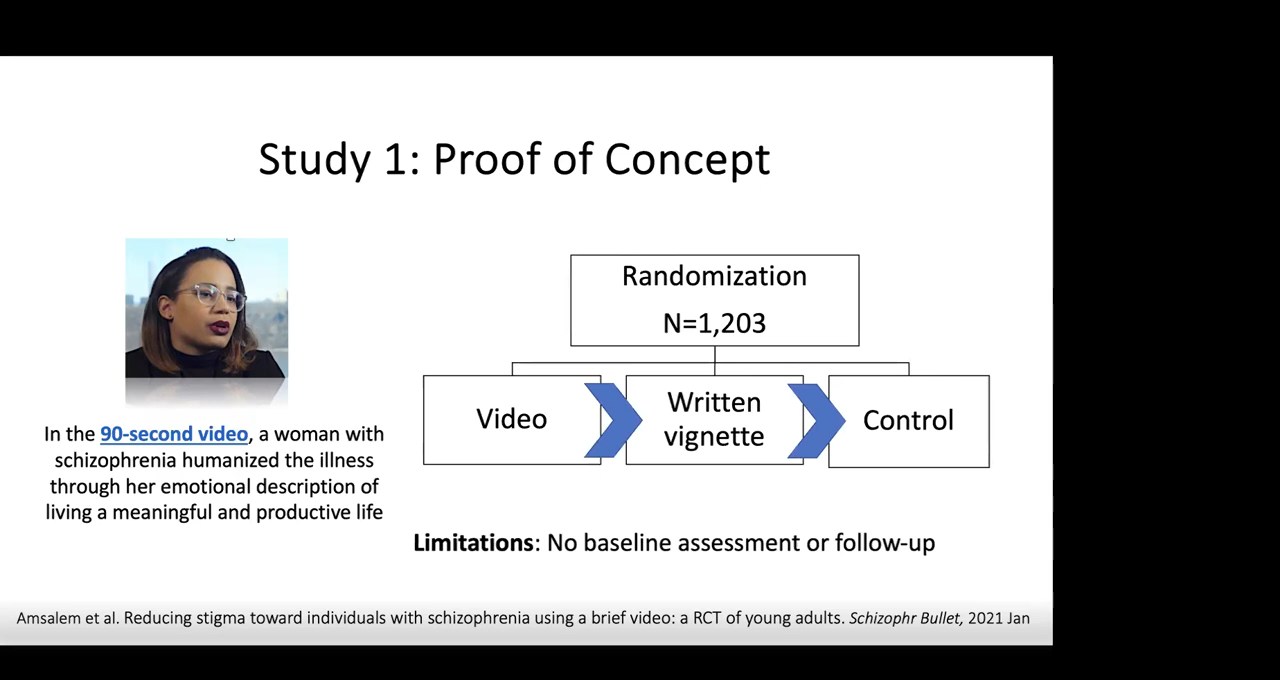 Study 1: Proof of Concept
In the 90-second video, a woman with
schizophrenia humanized the illness
through her emotional description of
living a meaningful and productive life
Randomization
N=1,203
Video
Written
vignette
Control
Limitations: No baseline assessment or follow-up
Amsalem et al. Reducing stigma toward individuals with schizophrenia using a brief video: a RCT of young adults. Schizophr Bullet, 2021 Jan